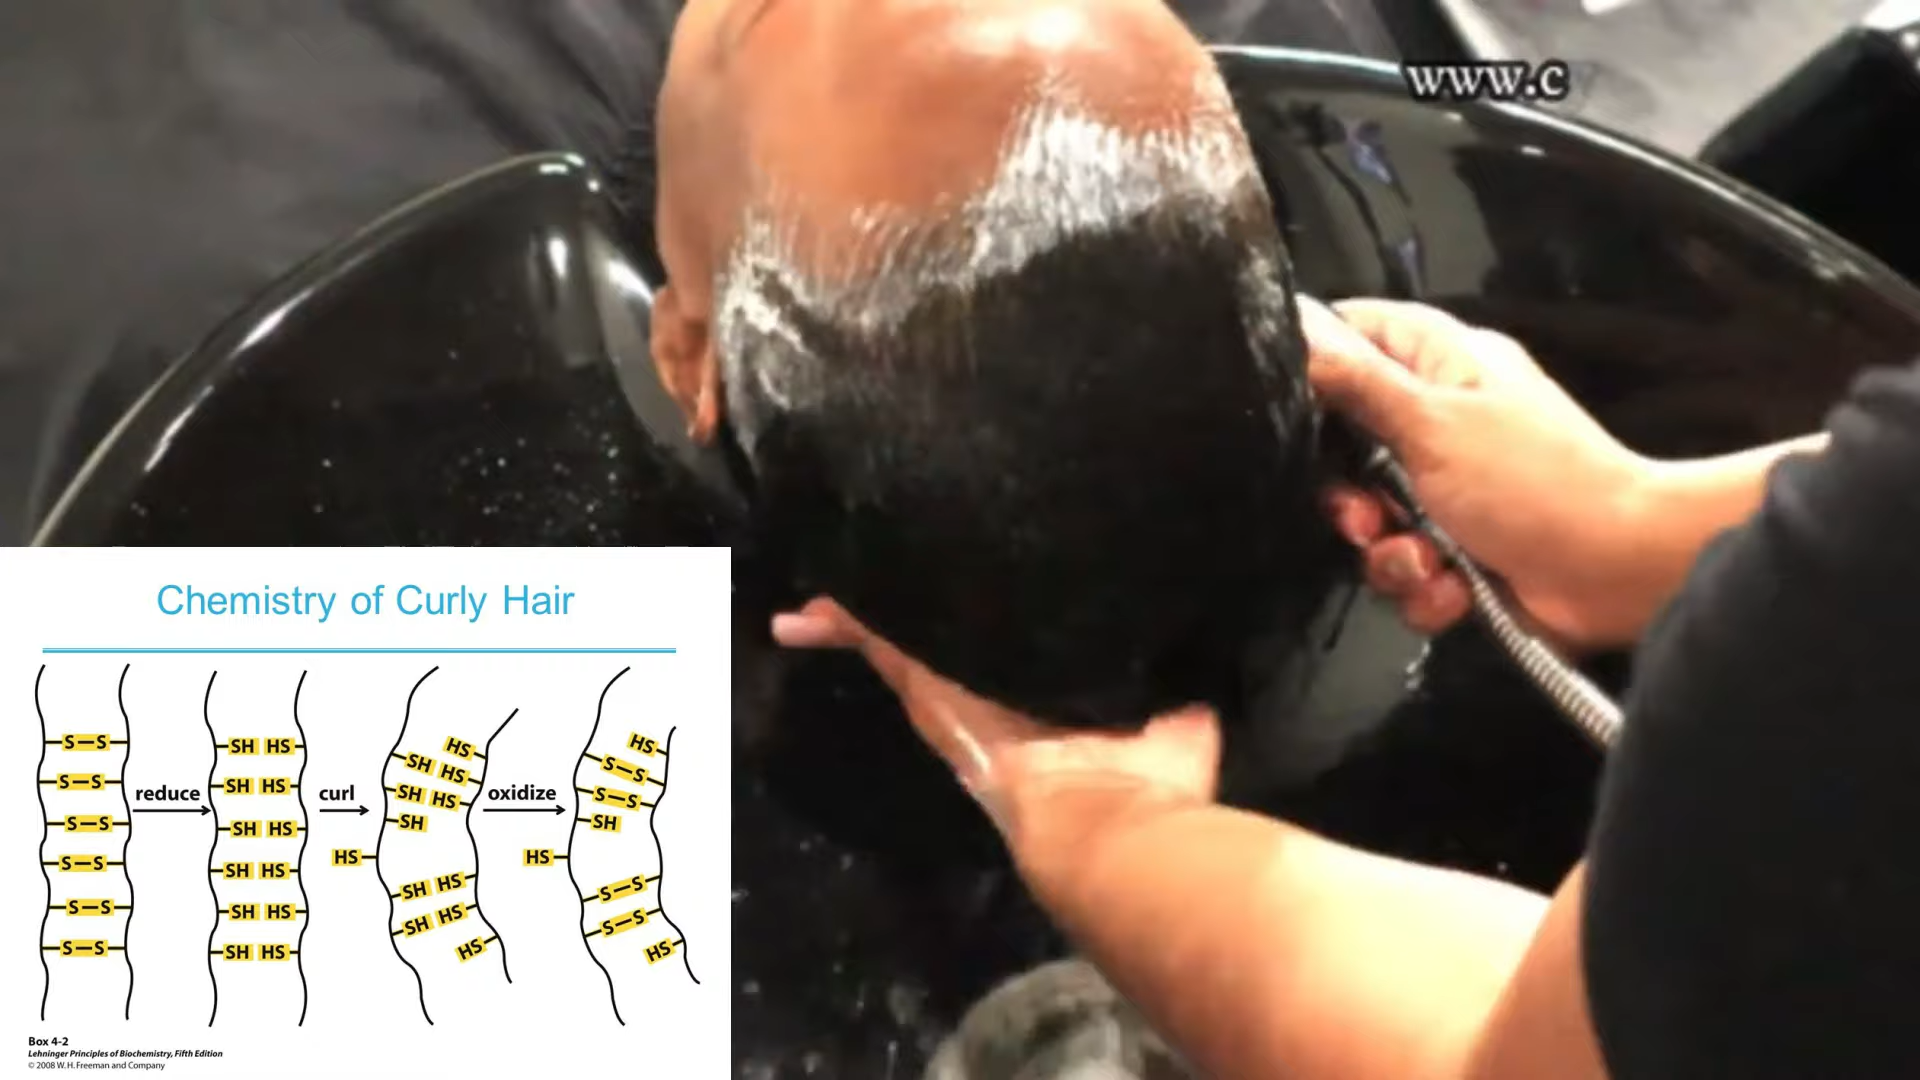 www.c
Chemistry of Curly Hair
S—S
S—S
S—S
S—S
S—S
S—S
reduce
SH HS
SH HS
SH HS
SH HS
SH HS
SH HS
curl
HS
SH HS
SH HS
SH
HS
SH HS
SH HS
HS
oxidize
HS
S—S
S—S
SH
HS
S—S
S—S
HS
Box 4-2
Lehninger Principles of Biochemistry, Fifth Edition
© 2008 W. H. Freeman and Company